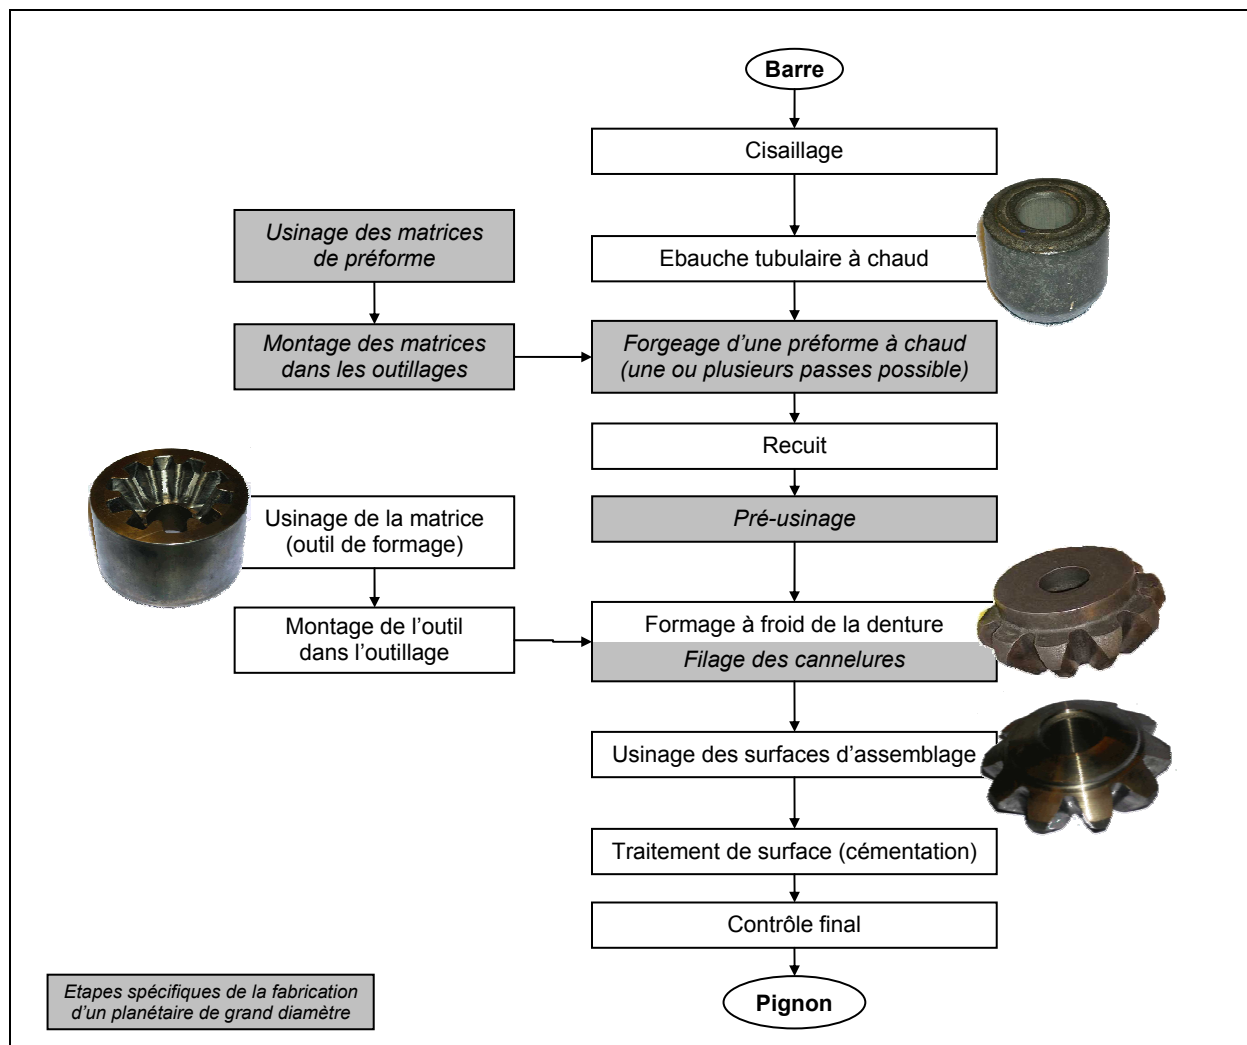 Barre
Cisaillage
Usinage des matrices
de préforme
Ebauche tubulaire à chaud
Montage des matrices
dans les outillages
Forgeage d’une préforme à chaud
(une ou plusieurs passes possible)
Recuit
Usinage de la matrice
(outil de formage)
Pré-usinage
Montage de l’outil
dans l’outillage
Formage à froid de la denture
Filage des cannelures
Usinage des surfaces d’assemblage
Traitement de surface (cémentation)
Contrôle final
Etapes spécifiques de la fabrication
d’un planétaire de grand diamètre
Pignon